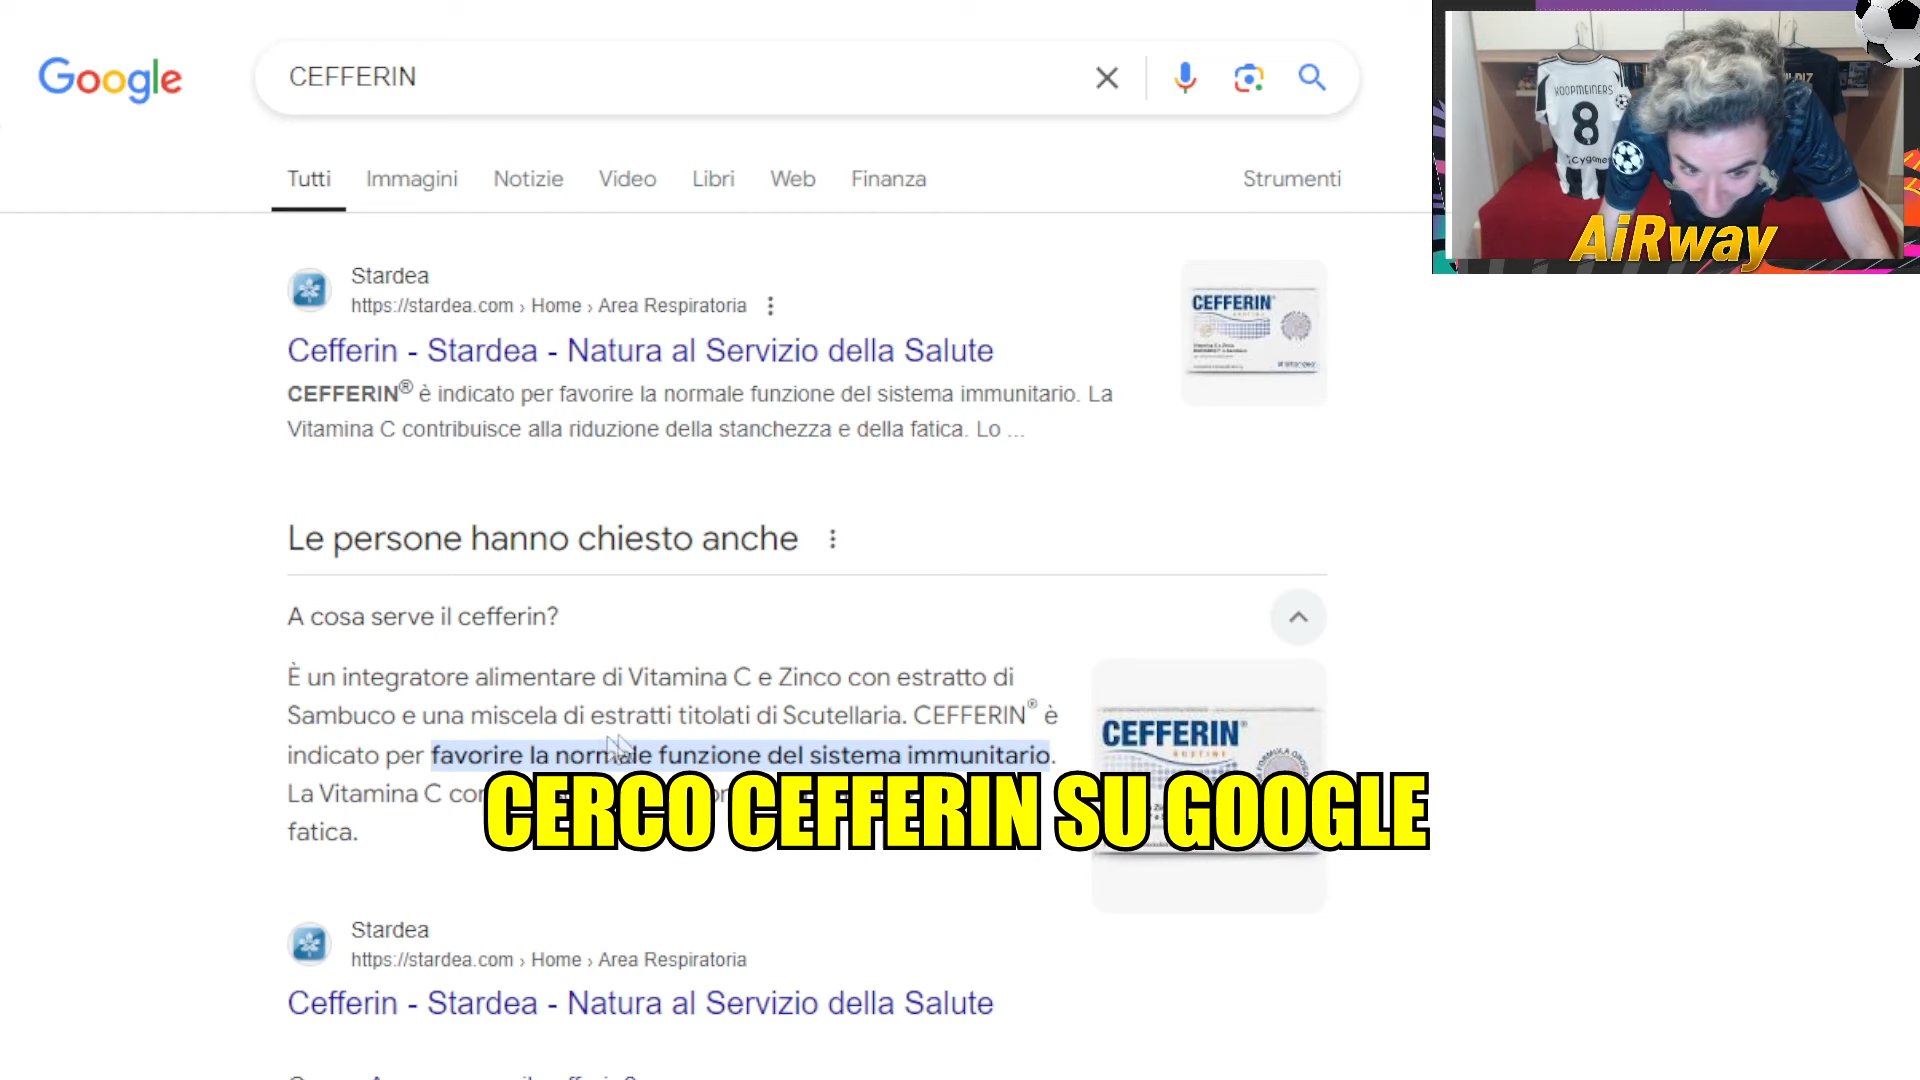 Google
CEFFERIN
Tutti
Immagini
Notizie
Video
Libri
Web
Finanza
Strumenti
Stardea
https://stardea.com › Home › Area Respiratoria
Cefferin - Stardea - Natura al Servizio della Salute
CEFFERIN® è indicato per favorire la normale funzione del sistema immunitario. La
Vitamina C contribuisce alla riduzione della stanchezza e della fatica. Lo ...
CEFFERIN
Le persone hanno chiesto anche
A cosa serve il cefferin?
È un integratore alimentare di Vitamina C e Zinco con estratto di
Sambuco e una miscela di estratti titolati di Scutellaria. CEFFERIN® è
indicato per favorire la normale funzione del sistema immunitario.
La Vitamina C
fatica.
CEFFERIN®
CERCO CEFFERIN SU GOOGLE
Stardea
https://stardea.com › Home › Area Respiratoria
Cefferin - Stardea - Natura al Servizio della Salute
KOOPMEINERS
8
Cygames
AiRway